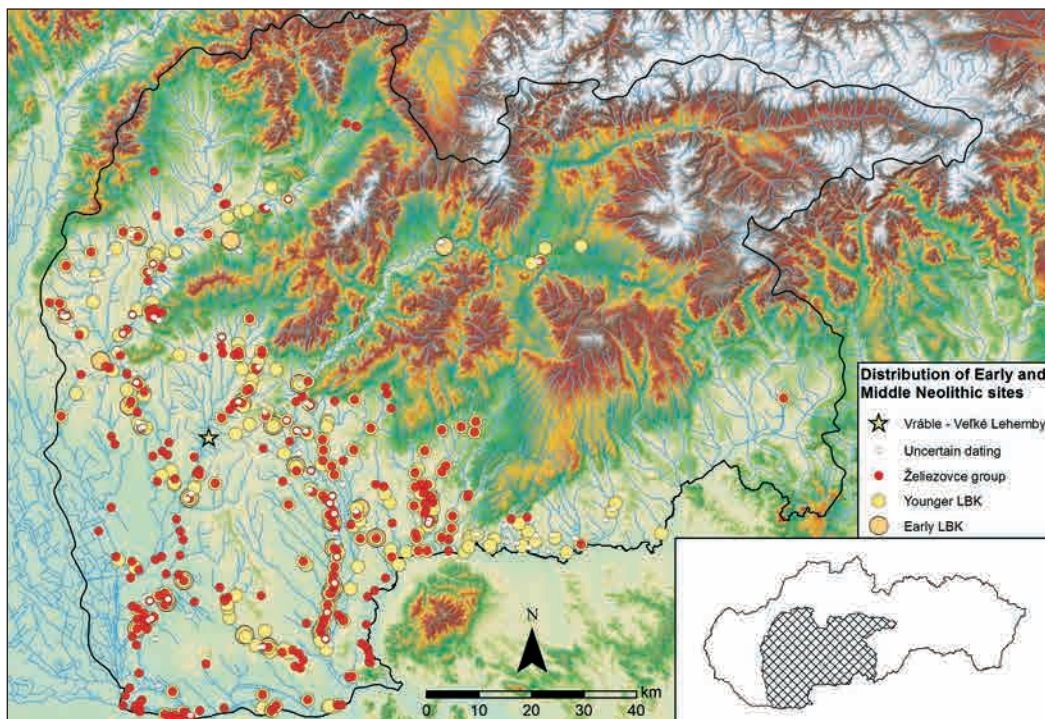 Distribution of Early and
Middle Neolithic sites
Vráble - Veľké Lehemby
Uncertain dating
Želiezovce group
Younger LBK
Early LBK
N
km
0 10 20 30 40